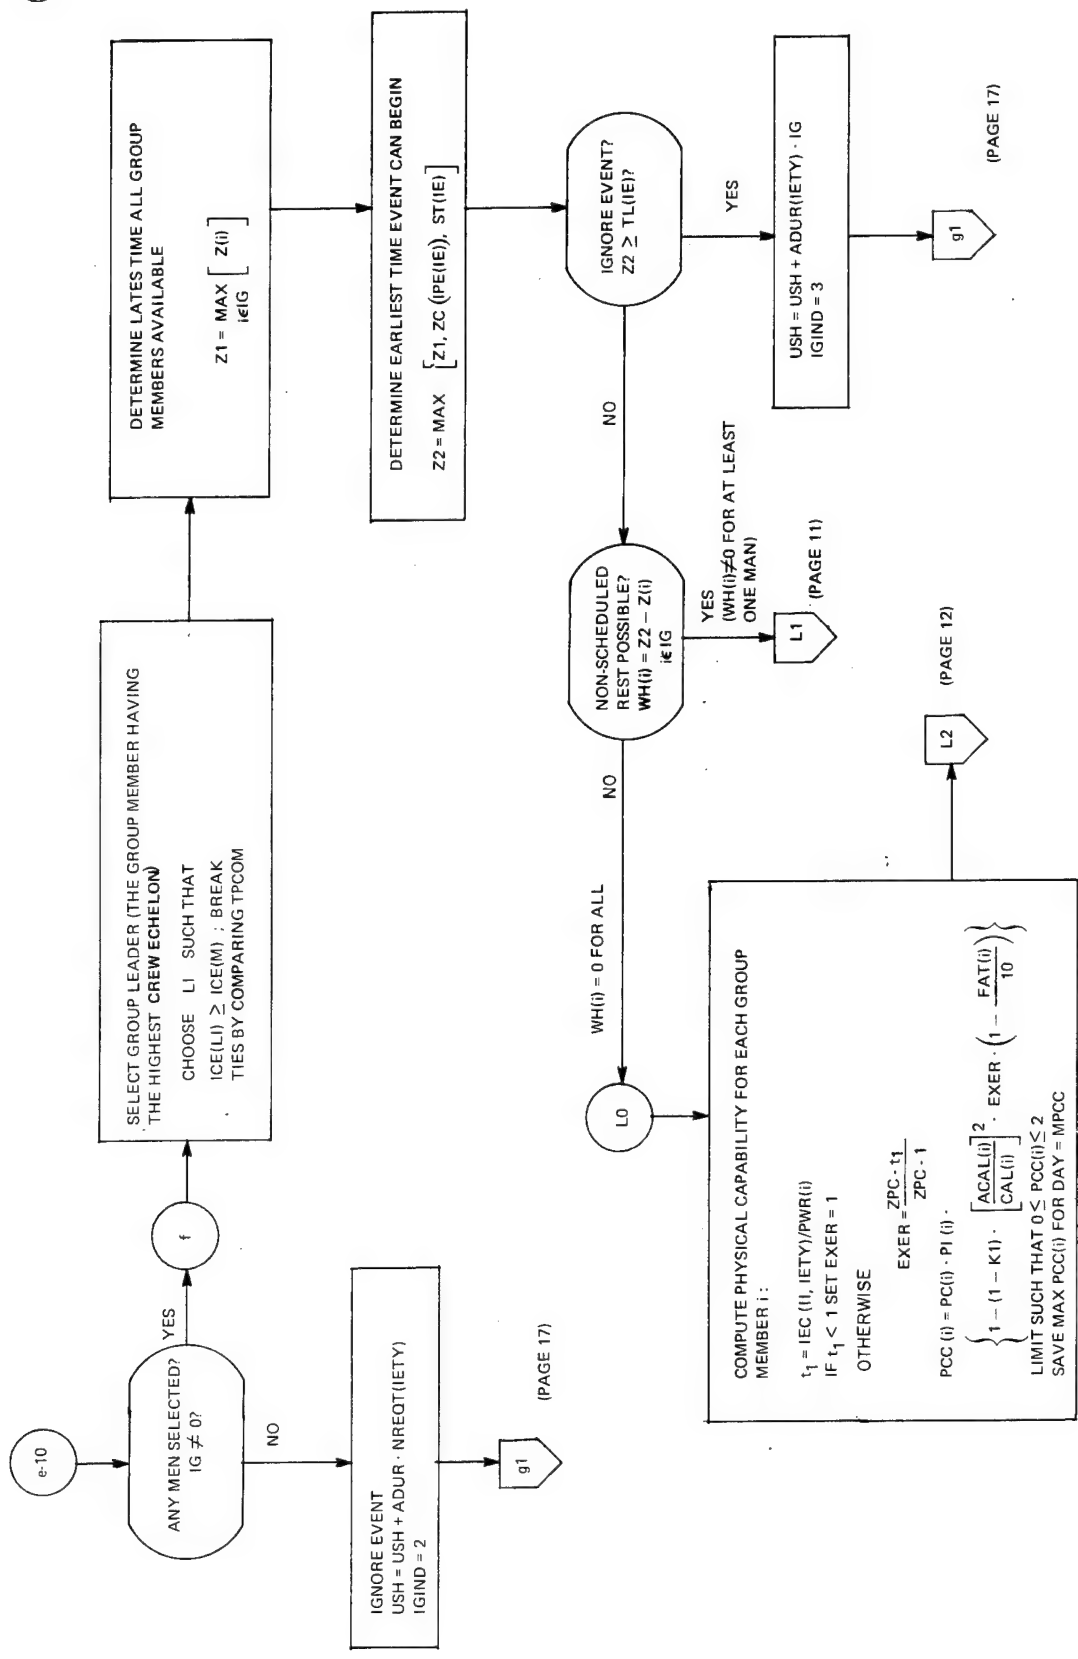 e-10
ANY MEN SELECTED?
IG ≠ 0?
YES
NO
IGNORE EVENT
USH = USH + ADUR · NREQT(IETY)
IGIND = 2
g1
(PAGE 17)
f
SELECT GROUP LEADER (THE GROUP MEMBER HAVING
THE HIGHEST CREW ECHELON)
CHOOSE LI SUCH THAT
ICE(LI) ≥ ICE(M) ; BREAK
TIES BY COMPARING TPCOM
DETERMINE LATES TIME ALL GROUP
MEMBERS AVAILABLE
Z1 = MAX [ Z(i) ]
iεIG
DETERMINE EARLIEST TIME EVENT CAN BEGIN
Z2 = MAX [Z1, ZC (IPE(IE)), ST(IE)]
IGNORE EVENT?
Z2 ≥ TL(IE)?
YES
NO
USH = USH + ADUR(IETY) · IG
IGIND = 3
g1
(PAGE 17)
NON-SCHEDULED
REST POSSIBLE?
WH(i) = Z2 – Z(i)
iε IG
YES
(WH(i)≠0 FOR AT LEAST
ONE MAN)
L1
(PAGE 11)
NO
WH(i) = 0 FOR ALL
L0
COMPUTE PHYSICAL CAPABILITY FOR EACH GROUP
MEMBER i :
t1 = IEC (II, IETY)/PWR(i)
IF t1 < 1 SET EXER = 1
OTHERWISE
EXER = ZPC - t1 / ZPC - 1
PCC (i) = PC(i) · PI (i) ·
{ 1 – (1 – K1) · [ ACAL(i) / CAL(i) ]2 · EXER · ( 1 – FAT(i) / 10 ) }
LIMIT SUCH THAT 0 ≤ PCC(i) ≤ 2
SAVE MAX PCC(i) FOR DAY = MPCC
L2
(PAGE 12)